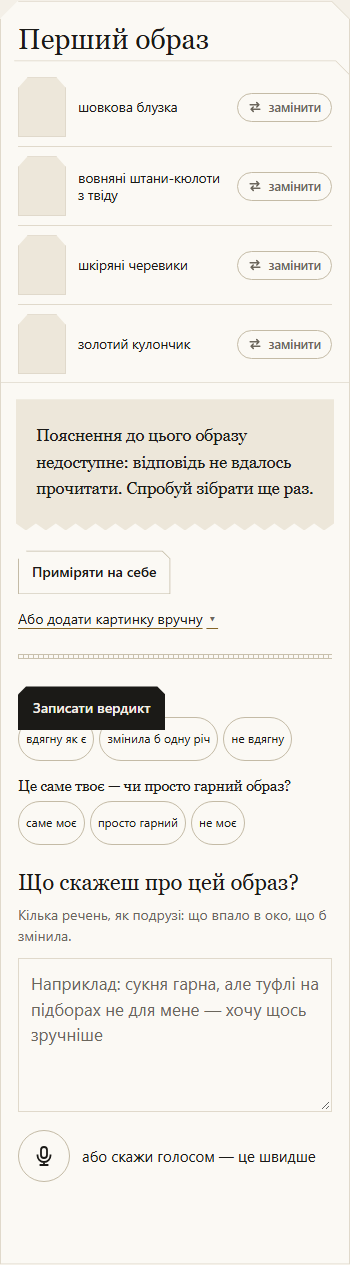 Перший образ
шовкова блузка
замінити
вовняні штани-кюлоти
з твіду
замінити
шкіряні черевики
замінити
золотий кулончик
замінити
Пояснення до цього образу
недоступне: відповідь не вдалось
прочитати. Спробуй зібрати ще раз.
Приміряти на себе
Або додати картинку вручну
Записати вердикт
вдягну як є
змінила б одну річ
не вдягну
Це саме твоє — чи просто гарний образ?
саме моє
просто гарний
не моє
Що скажеш про цей образ?
Кілька речень, як подрузі: що впало в око, що б
змінила.
Наприклад: сукня гарна, але туфлі на
підборах не для мене — хочу щось
зручніше
або скажи голосом — це швидше